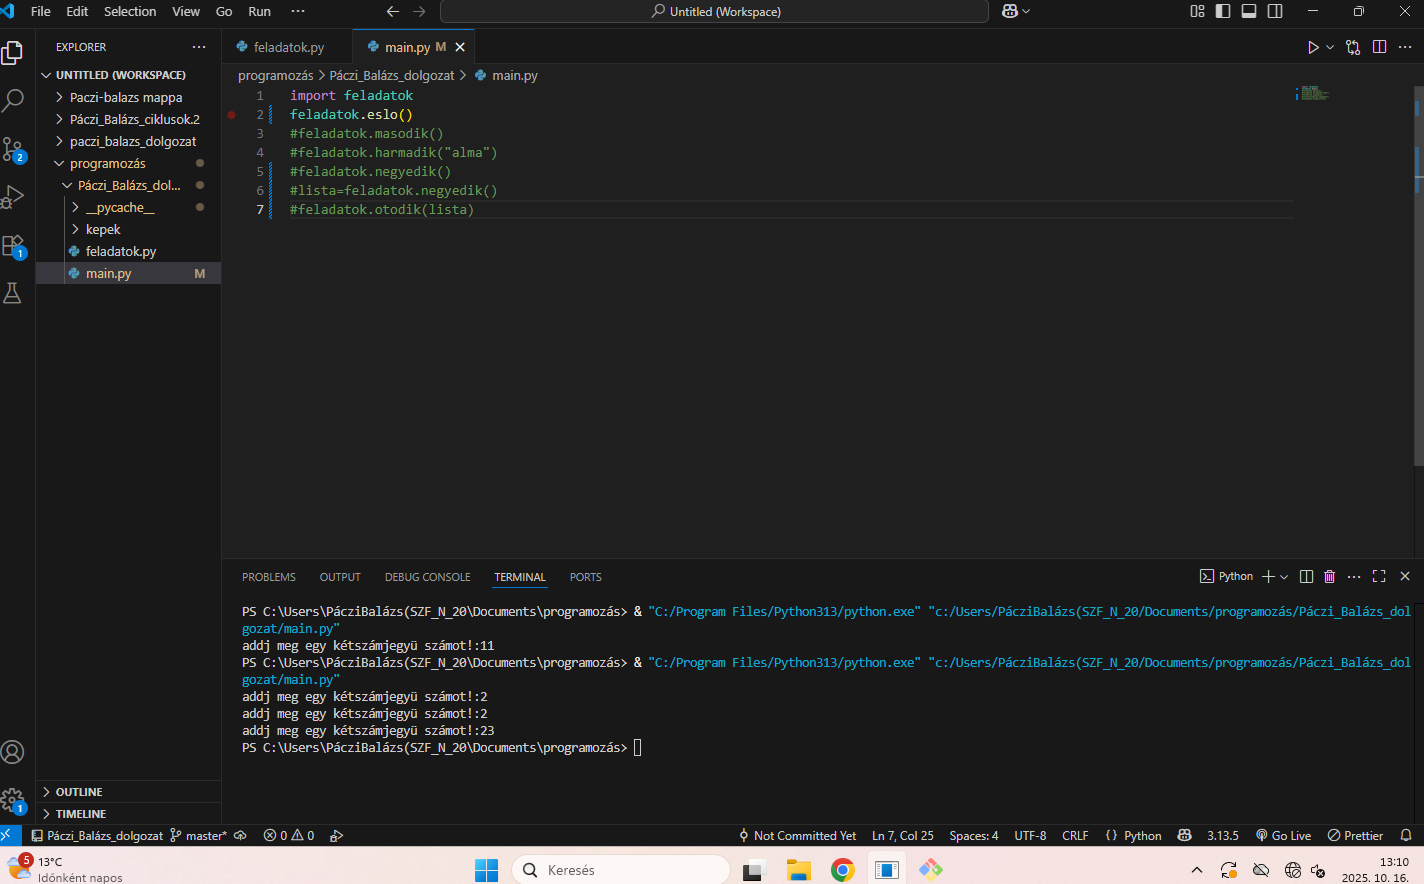 File Edit Selection View Go Run ··· Untitled (Workspace)
EXPLORER ···
feladatok.py main.py M
UNTITLED (WORKSPACE)
Paczi-balazs mappa
Páczi_Balázs_ciklusok.2
paczi_balazs_dolgozat
programozás
Páczi_Balázs_dol...
__pycache__
kepek
feladatok.py
main.py M
OUTLINE
TIMELINE
2
1
1
programozás > Páczi_Balázs_dolgozat > main.py
1 import feladatok
2 feladatok.eslo()
3 #feladatok.masodik()
4 #feladatok.harmadik("alma")
5 #feladatok.negyedik()
6 #lista=feladatok.negyedik()
7 #feladatok.otodik(lista)
PROBLEMS OUTPUT DEBUG CONSOLE TERMINAL PORTS Python ···
PS C:\Users\PácziBalázs(SZF_N_20\Documents\programozás> & "C:/Program Files/Python313/python.exe" "c:/Users/PácziBalázs(SZF_N_20/Documents/programozás/Páczi_Balázs_dol
gozat/main.py"
addj meg egy kétszámjegyü számot!:11
PS C:\Users\PácziBalázs(SZF_N_20\Documents\programozás> & "C:/Program Files/Python313/python.exe" "c:/Users/PácziBalázs(SZF_N_20/Documents/programozás/Páczi_Balázs_dol
gozat/main.py"
addj meg egy kétszámjegyü számot!:2
addj meg egy kétszámjegyü számot!:2
addj meg egy kétszámjegyü számot!:23
PS C:\Users\PácziBalázs(SZF_N_20\Documents\programozás>
Páczi_Balázs_dolgozat master* 0 0 Not Committed Yet Ln 7, Col 25 Spaces: 4 UTF-8 CRLF {} Python 3.13.5 Go Live Prettier
5
13°C
Időnként napos
Keresés
13:10
2025. 10. 16.